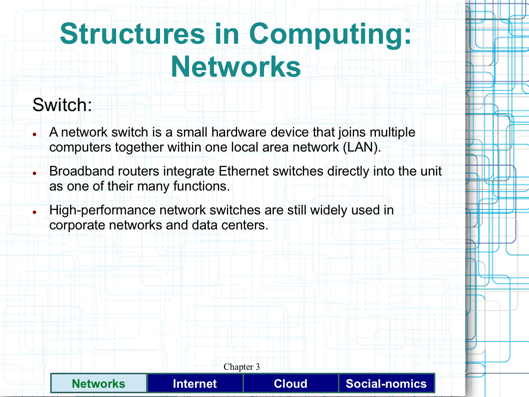 Structures in Computing:
Networks
Switch:
• A network switch is a small hardware device that joins multiple
computers together within one local area network (LAN).
• Broadband routers integrate Ethernet switches directly into the unit
as one of their many functions.
• High-performance network switches are still widely used in
corporate networks and data centers.
Chapter 3
Networks Internet Cloud Social-nomics